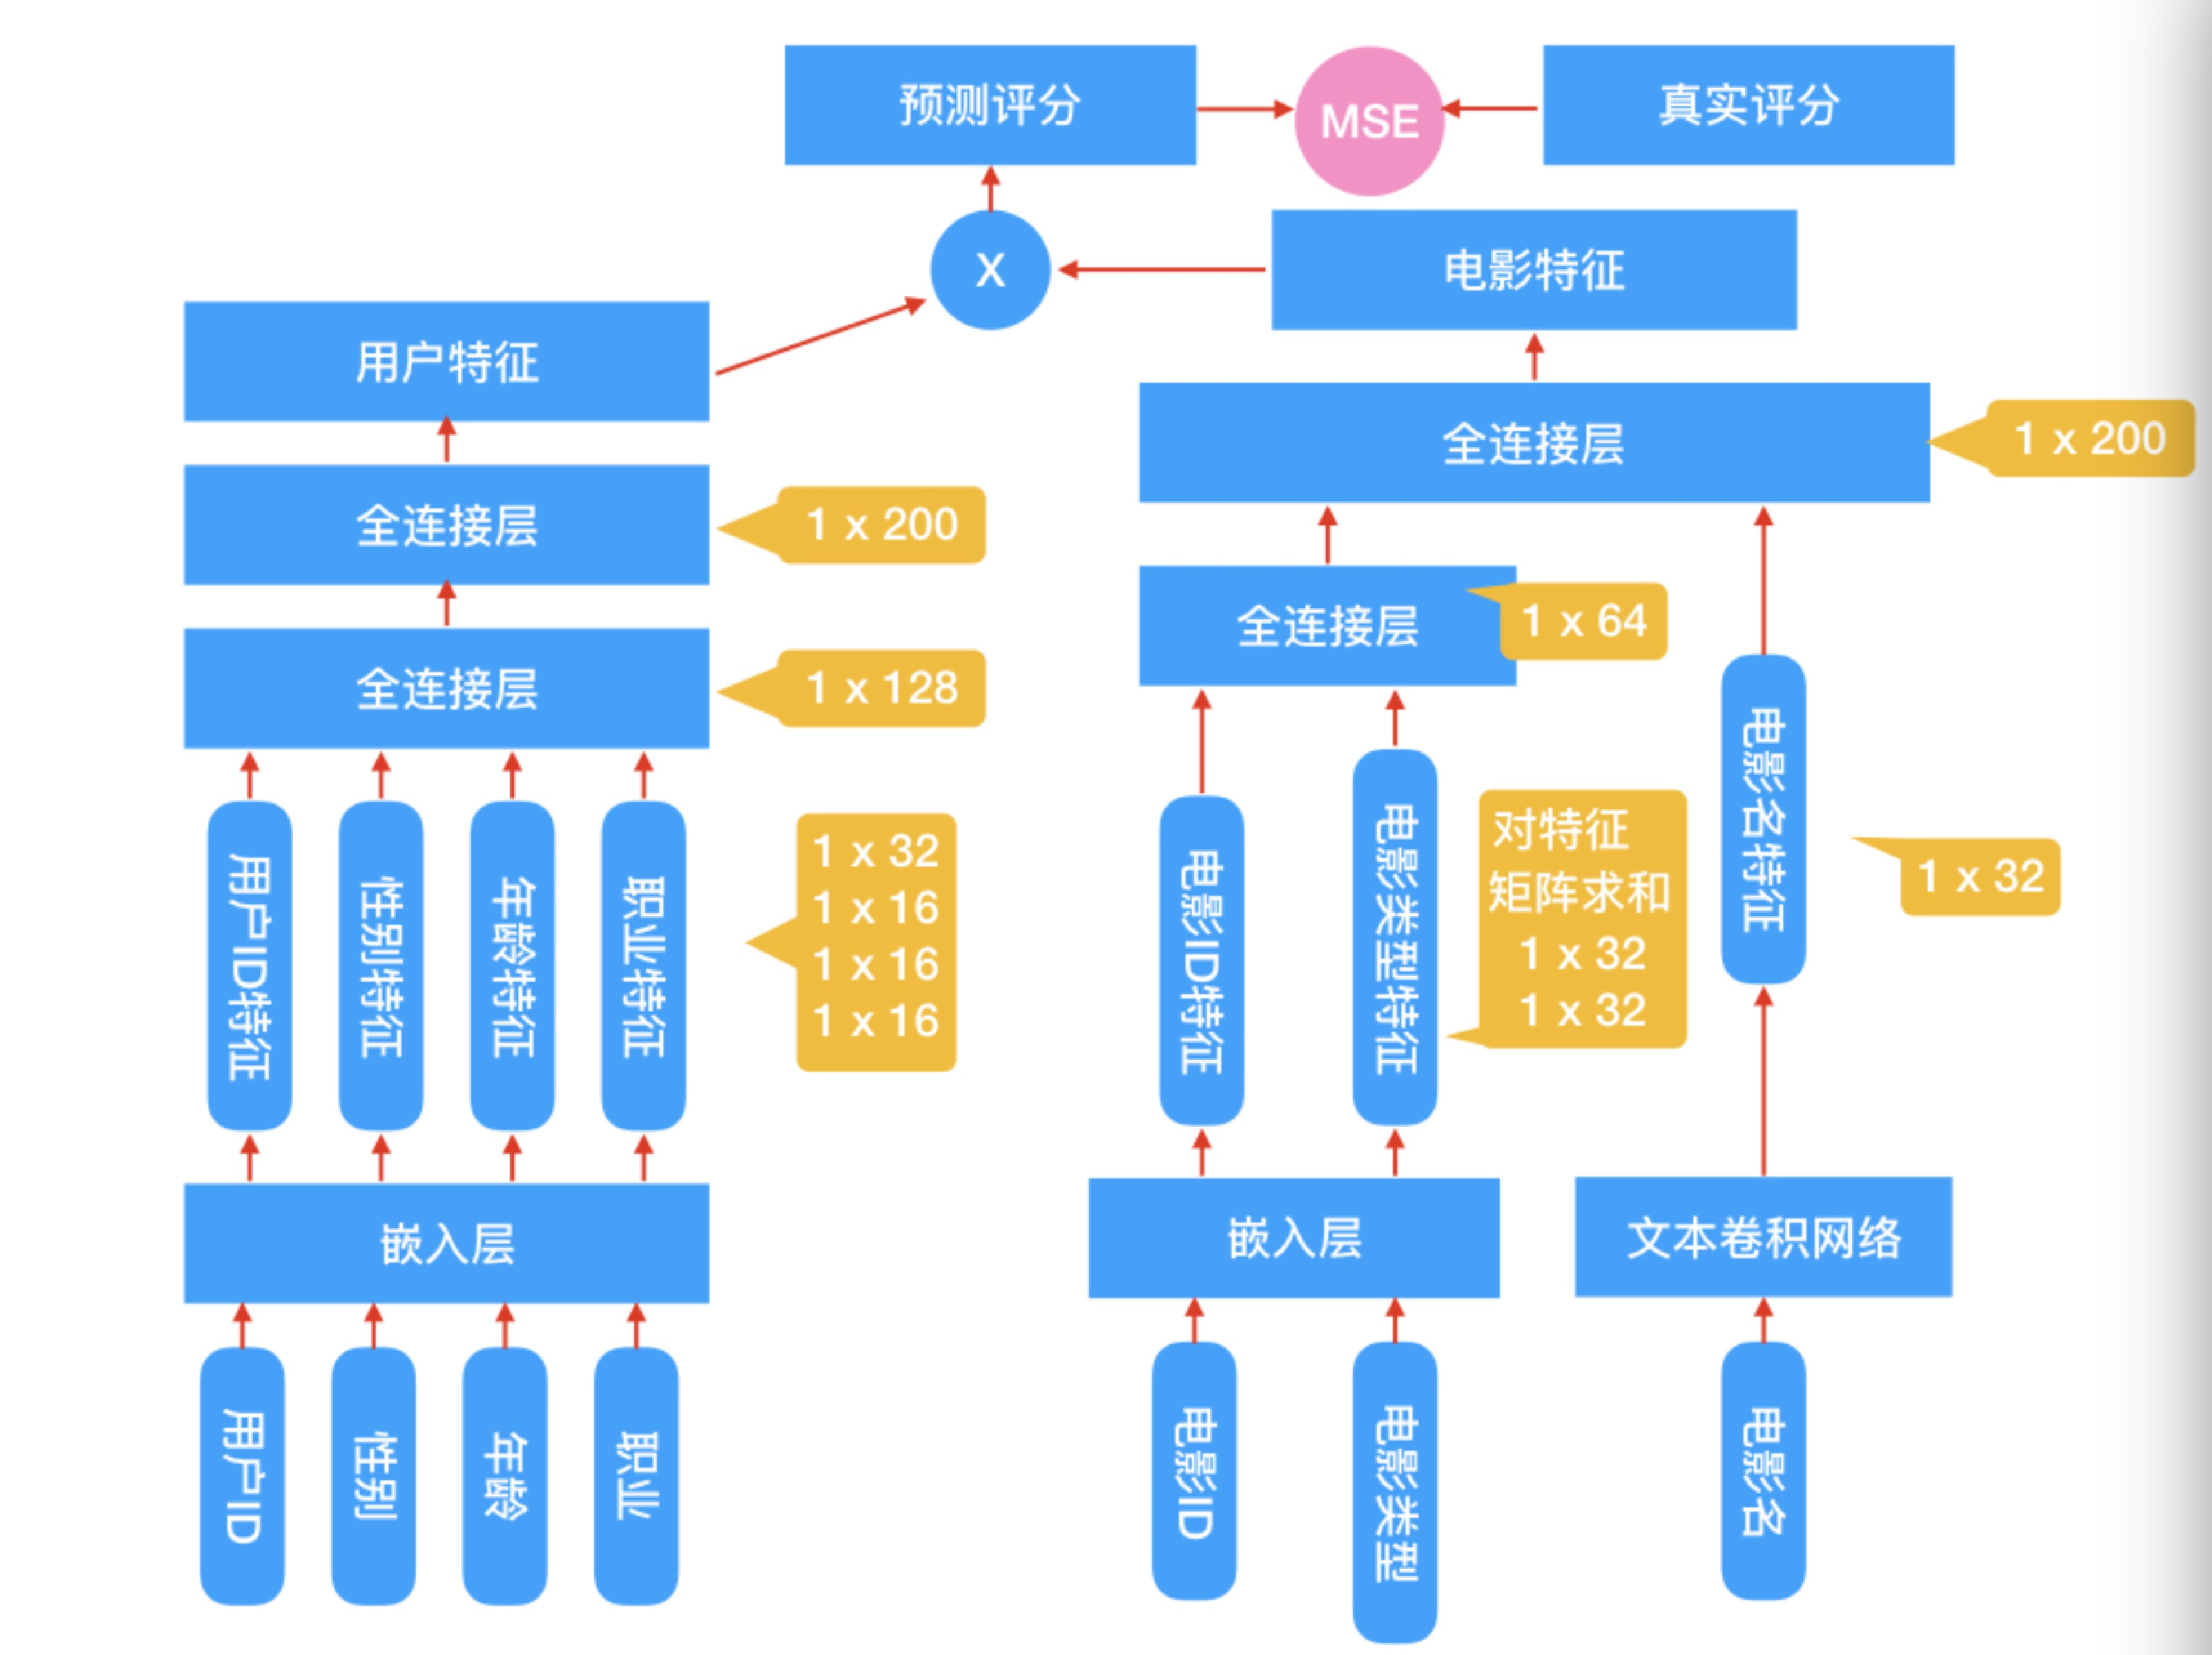 预测评分
MSE
真实评分
X
电影特征
用户特征
全连接层
1 x 200
全连接层
1 x 200
全连接层
1 x 64
全连接层
1 x 128
用户ID特征
性别特征
年龄特征
职业特征
1 x 32
1 x 16
1 x 16
1 x 16
电影ID特征
电影类型特征
对特征
矩阵求和
1 x 32
1 x 32
电影名特征
1 x 32
嵌入层
嵌入层
文本卷积网络
用户ID
性别
年龄
职业
电影ID
电影类型
电影名